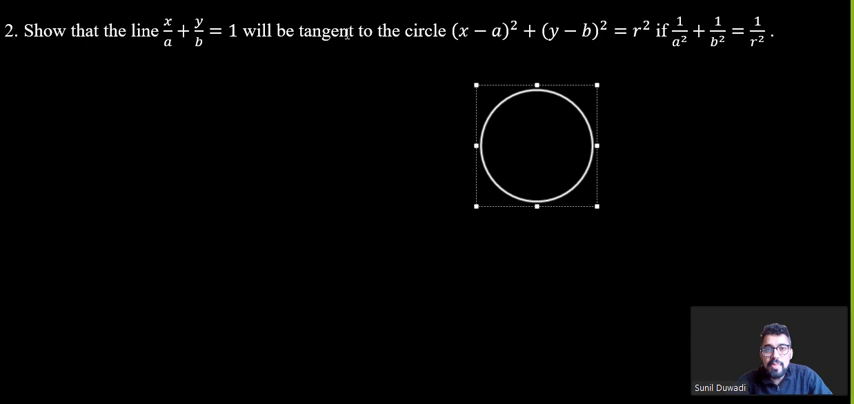 2. Show that the line x/a + y/b = 1 will be tangent to the circle (x − a)² + (y − b)² = r² if 1/a² + 1/b² = 1/r² .
Sunil Duwadi